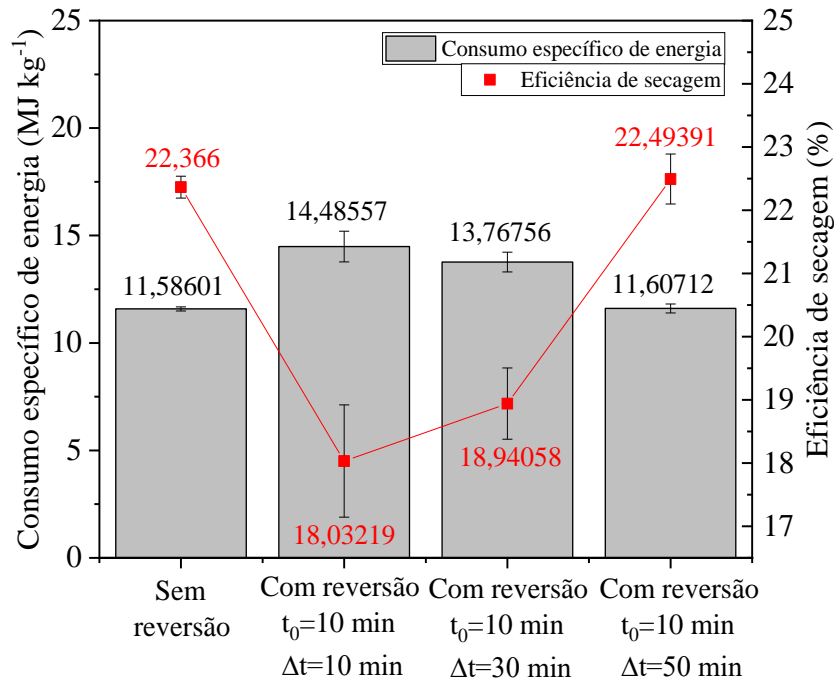 Consumo específico de energia (MJ kg⁻¹)
25
20
15
10
5
0
Consumo específico de energia
Eficiência de secagem
22,366
11,58601
14,48557
18,03219
13,76756
18,94058
22,49391
11,60712
25
24
23
22
21
20
19
18
17
Eficiência de secagem (%)
Sem
reversão
Com reversão
t₀=10 min
Δt=10 min
Com reversão
t₀=10 min
Δt=30 min
Com reversão
t₀=10 min
Δt=50 min